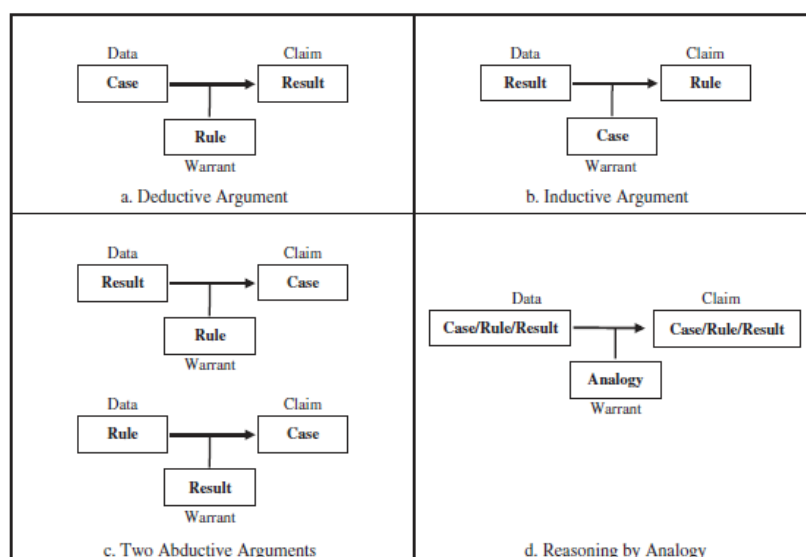 Data Claim
Case Result
Rule
Warrant
a. Deductive Argument
Data Claim
Result Rule
Case
Warrant
b. Inductive Argument
Data Claim
Result Case
Rule
Warrant
Data Claim
Rule Case
Result
Warrant
c. Two Abductive Arguments
Data Claim
Case/Rule/Result Case/Rule/Result
Analogy
Warrant
d. Reasoning by Analogy